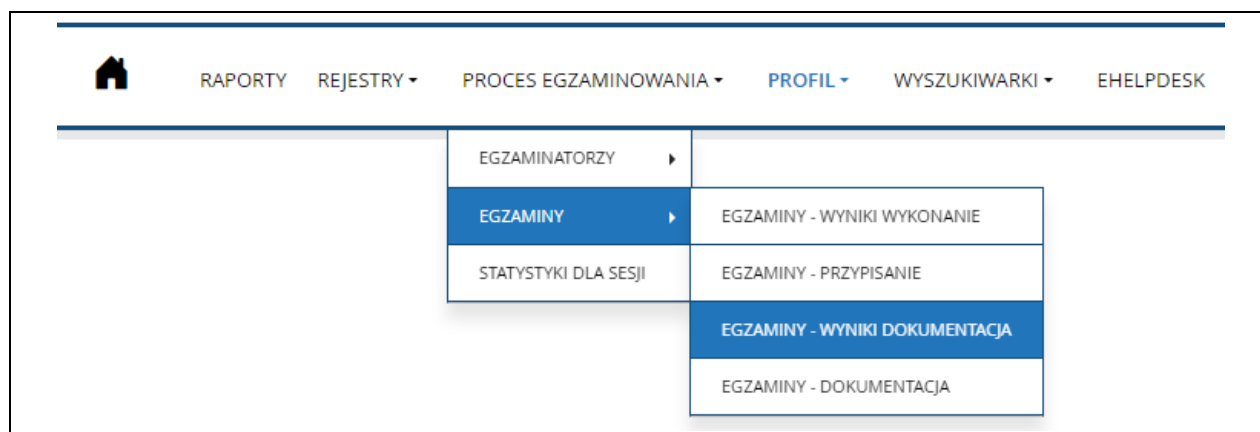 RAPORTY REJESTRY PROCES EGZAMINOWANIA PROFIL WYSZUKIWARKI EHELPDESK
EGZAMINATORZY
EGZAMINY EGZAMINY - WYNIKI WYKONANIE
STATYSTYKI DLA SESJI EGZAMINY - PRZYPISANIE
EGZAMINY - WYNIKI DOKUMENTACJA
EGZAMINY - DOKUMENTACJA